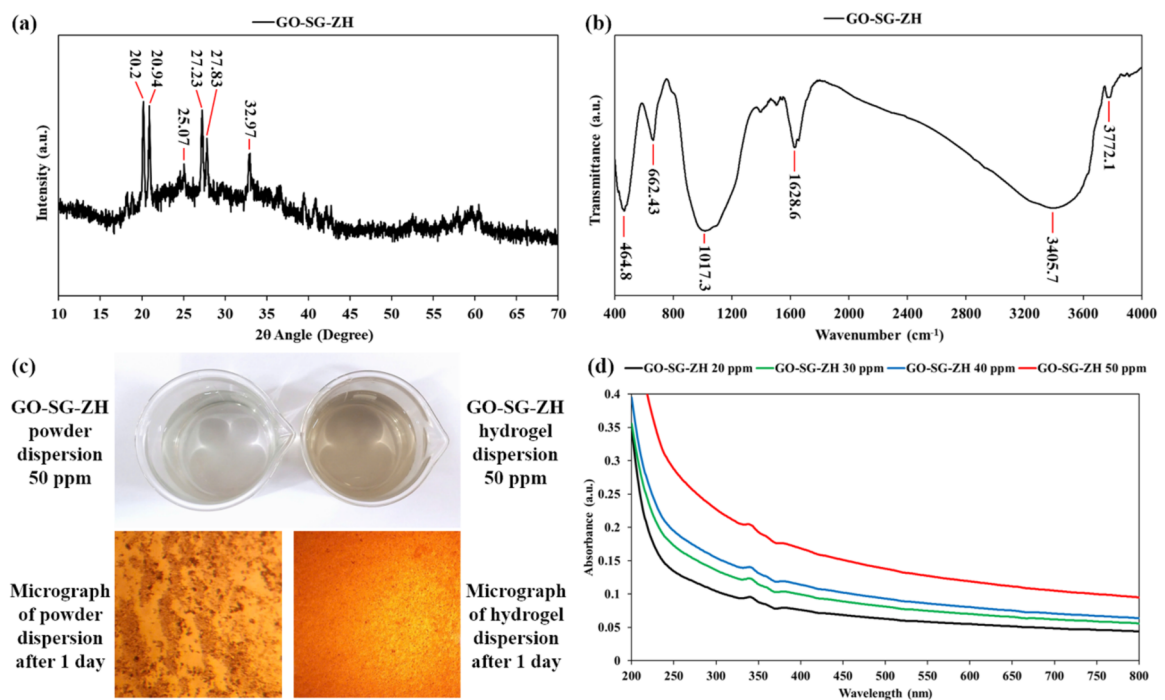 (a)
GO-SG-ZH
Intensity (a.u.)
20.2
20.94
25.07
27.23
27.83
32.97
10 15 20 25 30 35 40 45 50 55 60 65 70
2θ Angle (Degree)
(b)
GO-SG-ZH
Transmittance (a.u.)
464.8
662.43
1017.3
1628.6
3405.7
3772.1
400 800 1200 1600 2000 2400 2800 3200 3600 4000
Wavenumber (cm⁻¹)
(c)
GO-SG-ZH
powder
dispersion
50 ppm
GO-SG-ZH
hydrogel
dispersion
50 ppm
Micrograph
of powder
dispersion
after 1 day
Micrograph
of hydrogel
dispersion
after 1 day
(d)
GO-SG-ZH 20 ppm GO-SG-ZH 30 ppm GO-SG-ZH 40 ppm GO-SG-ZH 50 ppm
Absorbance (a.u.)
0.4
0.35
0.3
0.25
0.2
0.15
0.1
0.05
0
200 250 300 350 400 450 500 550 600 650 700 750 800
Wavelength (nm)